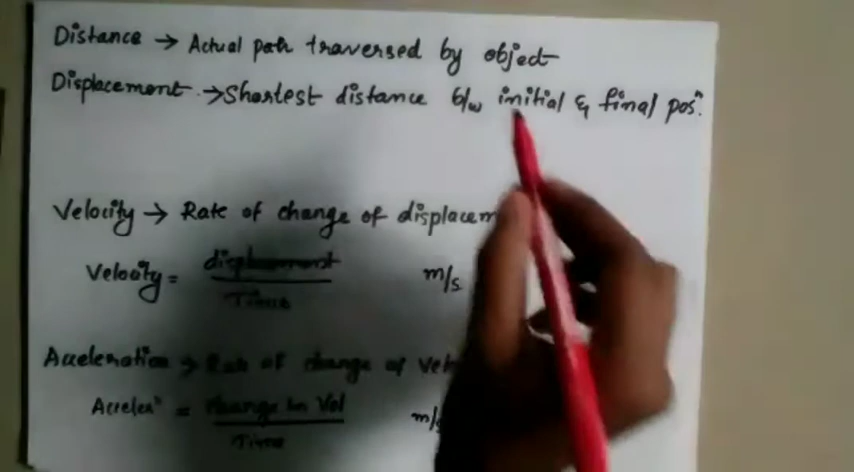 Distance → Actual path traversed by object
Displacement → Shortest distance b/w initial & final posⁿ.
Velocity → Rate of change of displacem
Velocity = displacement / Time m/s
Acceleration → Rate of change of Vel
Acceleraⁿ = change in Vel / Time m/s